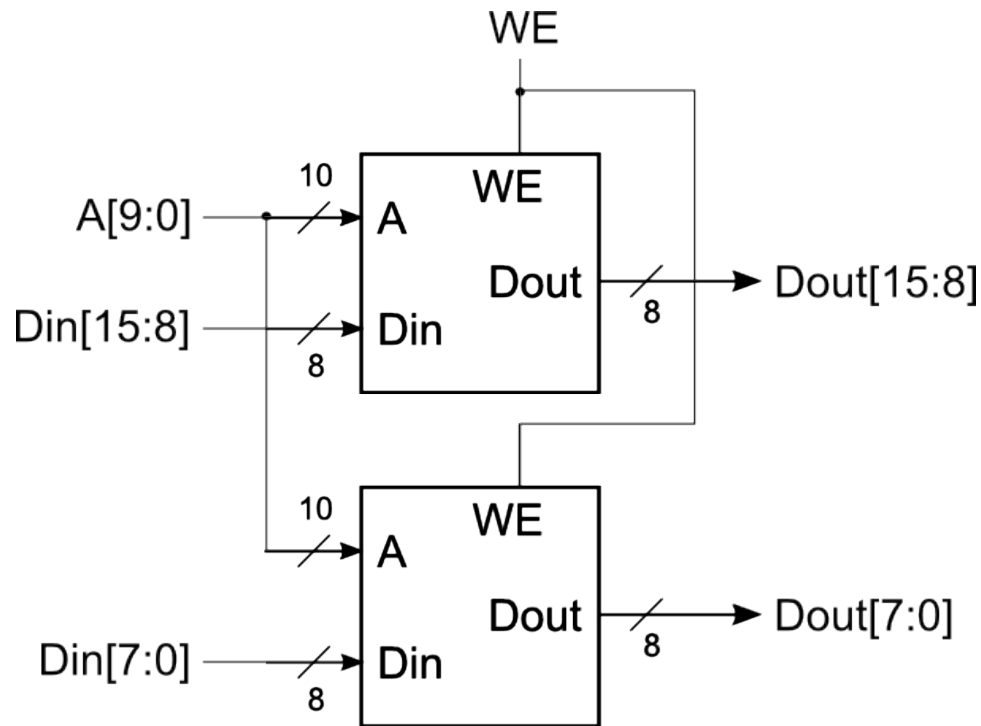 WE
10
WE
A[9:0]
A
Dout
Dout[15:8]
Din[15:8]
Din
8
8
10
WE
A
Dout
Dout[7:0]
8
Din[7:0]
Din
8